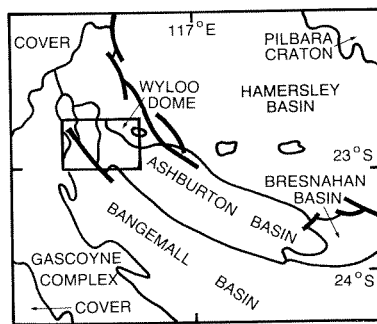 117°E
COVER
PILBARA
CRATON
WYLOO
DOME
HAMERSLEY
BASIN
23°S
ASHBURTON
BASIN
BRESNAHAN
BASIN
BANGEMALL
BASIN
GASCOYNE
COMPLEX
24°S
COVER